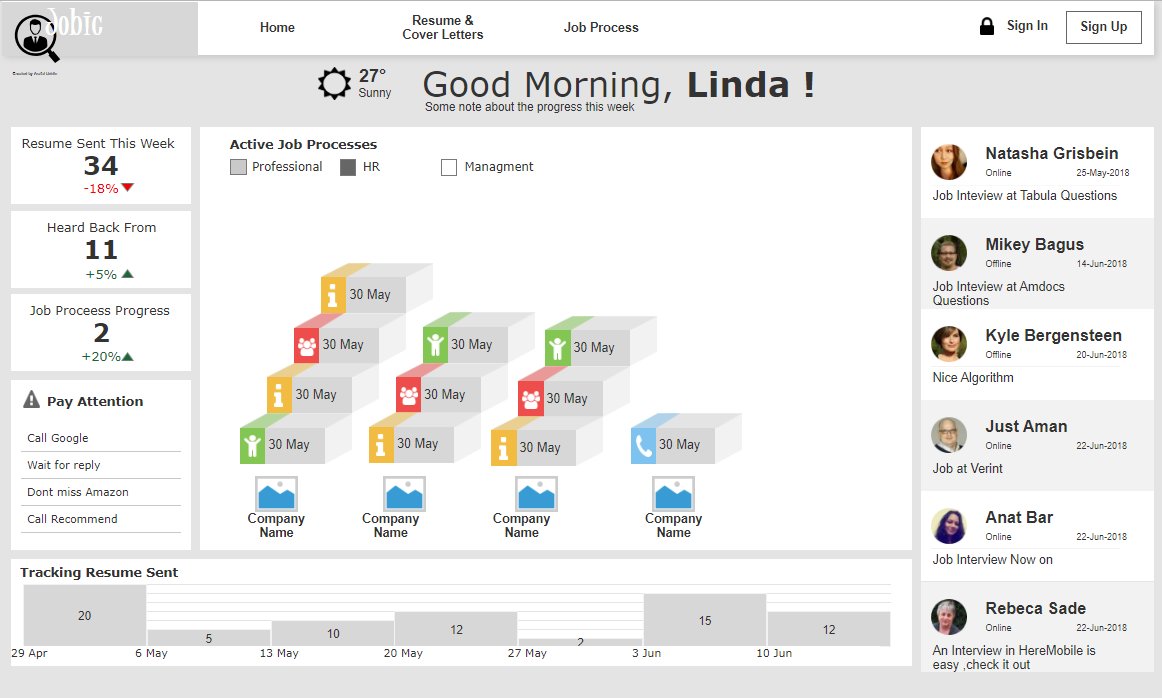 Jobic
Home
Resume &
Cover Letters
Job Process
Sign In
Sign Up
27°
Sunny
Good Morning, Linda !
Some note about the progress this week
Resume Sent This Week
34
-18%
Heard Back From
11
+5%
Job Proceess Progress
2
+20%
Pay Attention
Call Google
Wait for reply
Dont miss Amazon
Call Recommend
Active Job Processes
Professional
HR
Managment
30 May
30 May
30 May
30 May
30 May
30 May
30 May
30 May
30 May
30 May
30 May
Company
Name
Company
Name
Company
Name
Company
Name
Tracking Resume Sent
20
5
10
12
2
15
12
29 Apr
6 May
13 May
20 May
27 May
3 Jun
10 Jun
Natasha Grisbein
Online
25-May-2018
Job Inteview at Tabula Questions
Mikey Bagus
Offline
14-Jun-2018
Job Inteview at Amdocs
Questions
Kyle Bergensteen
Offline
20-Jun-2018
Nice Algorithm
Just Aman
Online
22-Jun-2018
Job at Verint
Anat Bar
Online
22-Jun-2018
Job Interview Now on
Rebeca Sade
Online
22-Jun-2018
An Interview in HereMobile is
easy ,check it out